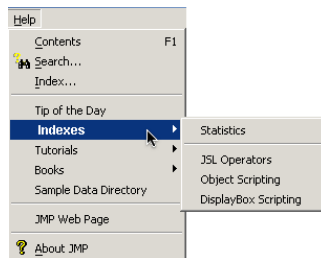 Help
Contents F1
Search...
Index...
Tip of the Day
Indexes
Tutorials
Books
Sample Data Directory
JMP Web Page
About JMP
Statistics
JSL Operators
Object Scripting
DisplayBox Scripting